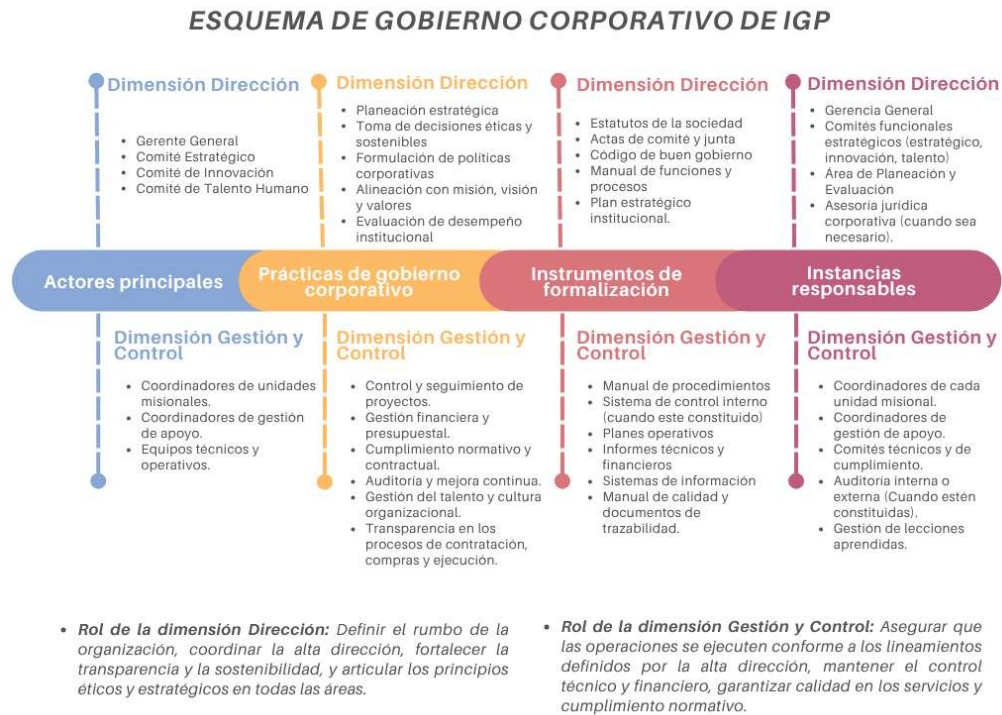 ESQUEMA DE GOBIERNO CORPORATIVO DE IGP
Dimensión Dirección
• Gerente General
• Comité Estratégico
• Comité de Innovación
• Comité de Talento Humano
Dimensión Dirección
• Planeación estratégica
• Toma de decisiones éticas y
sostenibles
• Formulación de políticas
corporativas
• Alineación con misión, visión
y valores
• Evaluación de desempeño
institucional
Dimensión Dirección
• Estatutos de la sociedad
• Actas de comité y junta
• Código de buen gobierno
• Manual de funciones y
procesos
• Plan estratégico
institucional.
Dimensión Dirección
• Gerencia General
• Comités funcionales
estratégicos (estratégico,
innovación, talento)
• Área de Planeación y
Evaluación
• Asesoría jurídica
corporativa (cuando sea
necesario).
Actores principales
Prácticas de gobierno
corporativo
Instrumentos de
formalización
Instancias
responsables
Dimensión Gestión y
Control
• Coordinadores de unidades
misionales.
• Coordinadores de gestión
de apoyo.
• Equipos técnicos y
operativos.
Dimensión Gestión y
Control
• Control y seguimiento de
proyectos.
• Gestión financiera y
presupuestal.
• Cumplimiento normativo y
contractual.
• Auditoría y mejora continua.
• Gestión del talento y cultura
organizacional.
• Transparencia en los
procesos de contratación,
compras y ejecución.
Dimensión Gestión y
Control
• Manual de procedimientos
• Sistema de control interno
(cuando este constituido)
• Planes operativos
• Informes técnicos y
financieros
• Sistemas de información
• Manual de calidad y
documentos de
trazabilidad.
Dimensión Gestión y
Control
• Coordinadores de cada
unidad misional.
• Coordinadores de
gestión de apoyo.
• Comités técnicos y de
cumplimiento.
• Auditoría interna o
externa (Cuando estén
constituidas).
• Gestión de lecciones
aprendidas.
• Rol de la dimensión Dirección: Definir el rumbo de la
organización, coordinar la alta dirección, fortalecer la
transparencia y la sostenibilidad, y articular los principios
éticos y estratégicos en todas las áreas.
• Rol de la dimensión Gestión y Control: Asegurar que
las operaciones se ejecuten conforme a los lineamientos
definidos por la alta dirección, mantener el control
técnico y financiero, garantizar calidad en los servicios y
cumplimiento normativo.